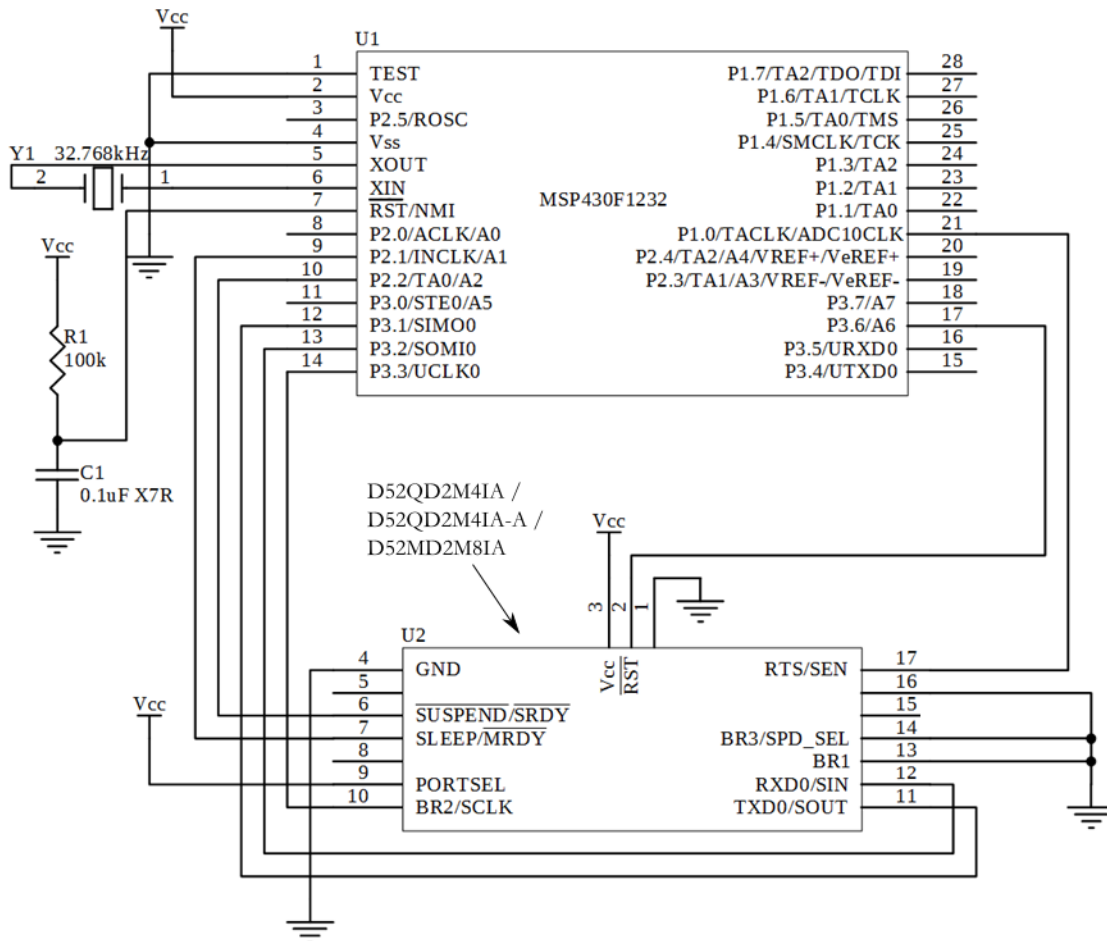 Vcc
U1
1 TEST
2 Vcc
3 P2.5/ROSC
4 Vss
5 XOUT
6 XIN
7 RST/NMI
8 P2.0/ACLK/A0
9 P2.1/INCLK/A1
10 P2.2/TA0/A2
11 P3.0/STE0/A5
12 P3.1/SIMO0
13 P3.2/SOMI0
14 P3.3/UCLK0
MSP430F1232
P1.7/TA2/TDO/TDI 28
P1.6/TA1/TCLK 27
P1.5/TA0/TMS 26
P1.4/SMCLK/TCK 25
P1.3/TA2 24
P1.2/TA1 23
P1.1/TA0 22
P1.0/TACLK/ADC10CLK 21
P2.4/TA2/A4/VREF+/VeREF+ 20
P2.3/TA1/A3/VREF-/VeREF- 19
P3.7/A7 18
P3.6/A6 17
P3.5/URXD0 16
P3.4/UTXD0 15
Y1 32.768kHz
2 1
Vcc
R1
100k
C1
0.1uF X7R
D52QD2M4IA /
D52QD2M4IA-A /
D52MD2M8IA
Vcc
3 2 1
Vcc RST
U2
4 GND
5
6 SUSPEND/SRDY
7 SLEEP/MRDY
8
9 PORTSEL
10 BR2/SCLK
Vcc
RTS/SEN 17
16
15
BR3/SPD_SEL 14
BR1 13
RXD0/SIN 12
TXD0/SOUT 11